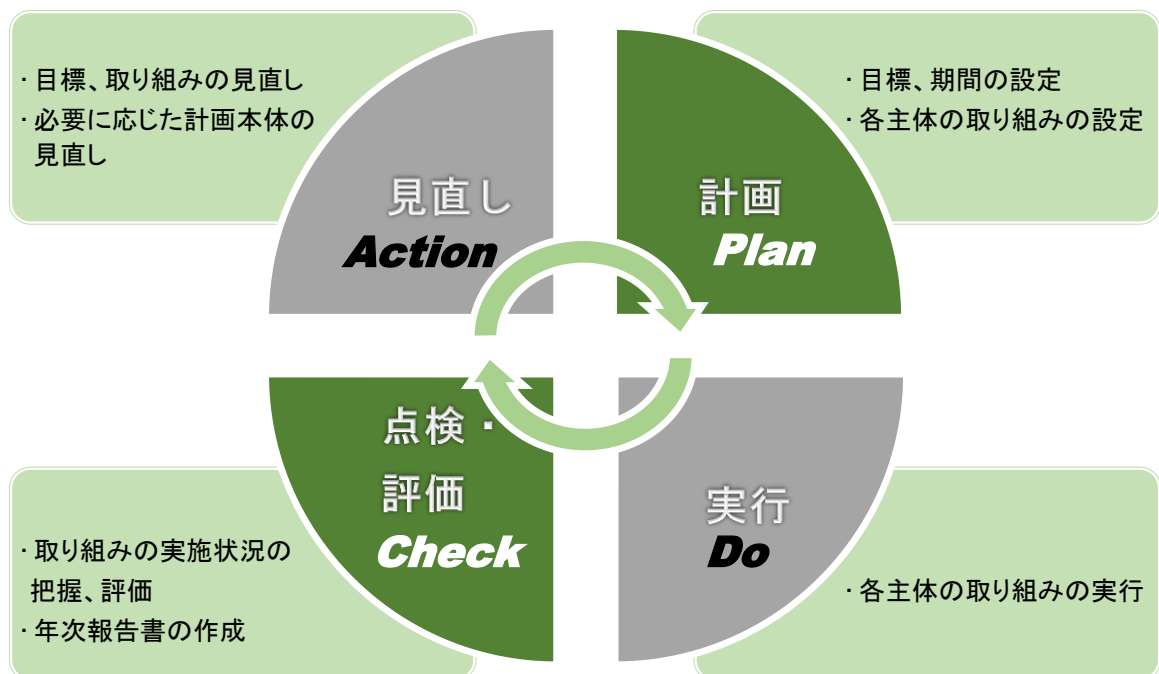 ・目標、取り組みの見直し
・必要に応じた計画本体の
見直し
見直し
Action
・目標、期間の設定
・各主体の取り組みの設定
計画
Plan
・取り組みの実施状況の
把握、評価
・年次報告書の作成
点検・
評価
Check
実行
Do
・各主体の取り組みの実行